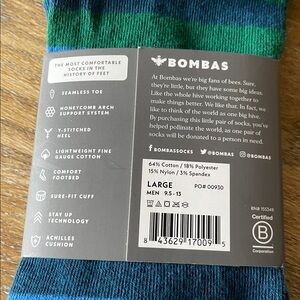 THE MOST COMFORTABLE
SOCKS IN THE
HISTORY OF FEET
SEAMLESS TOE
HONEYCOMB ARCH
SUPPORT SYSTEM
Y-STITCHED
HEEL
LIGHTWEIGHT FINE
GAUGE COTTON
COMFORT
FOOTBED
SURE-FIT CUFF
STAY UP
TECHNOLOGY
ACHILLES
CUSHION
BOMBAS
At Bombas we're big fans of bees. Sure,
they're little, but they have some big ideas.
Like the whole hive working together to
make things better. We like that. In fact, we
like to think of the whole world as one big hive.
By purchasing this little pair of socks, you've
helped pollinate the world, as one pair of
socks will be given to a person in need.
BOMBASSOCKS @BOMBAS @BOMBAS
64% Cotton / 18% Polyester
15% Nylon / 3% Spandex
LARGE PO# 00930
MEN 9.5-13
8 43629 17009 5
RN# 155348
Certified
B
Corporation